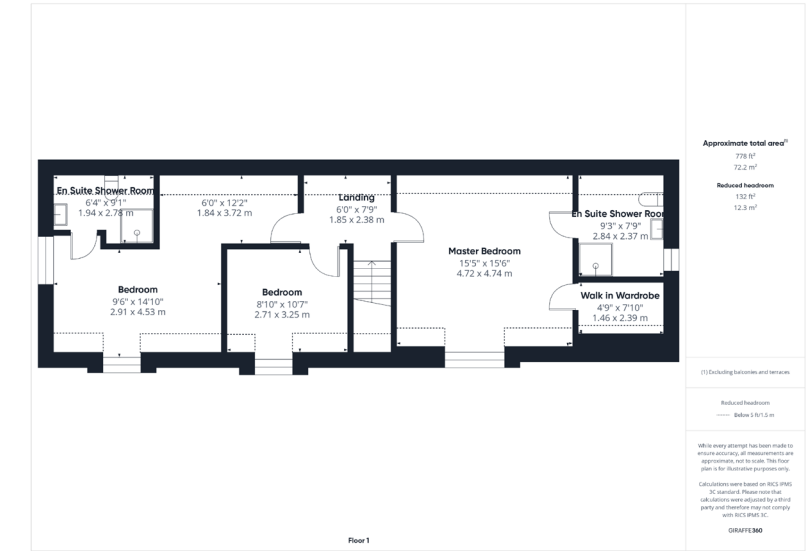 En Suite Shower Room
6'4" x 9'1"
1.94 x 2.78 m
6'0" x 12'2"
1.84 x 3.72 m
Landing
6'0" x 7'9"
1.85 x 2.38 m
En Suite Shower Room
9'3" x 7'9"
2.84 x 2.37 m
Master Bedroom
15'5" x 15'6"
4.72 x 4.74 m
Bedroom
9'6" x 14'10"
2.91 x 4.53 m
Bedroom
8'10" x 10'7"
2.71 x 3.25 m
Walk in Wardrobe
4'9" x 7'10"
1.46 x 2.39 m
Floor 1
Approximate total area(1)
778 ft²
72.2 m²
Reduced headroom
132 ft²
12.3 m²
(1) Excluding balconies and terraces
Reduced headroom
Below 5 ft/1.5 m
While every attempt has been made to
ensure accuracy, all measurements are
approximate, not to scale. This floor
plan is for illustrative purposes only.
Calculations were based on RICS IPMS
3C standard. Please note that
calculations were adjusted by a third
party and therefore may not comply
with RICS IPMS 3C.
GIRAFFE360